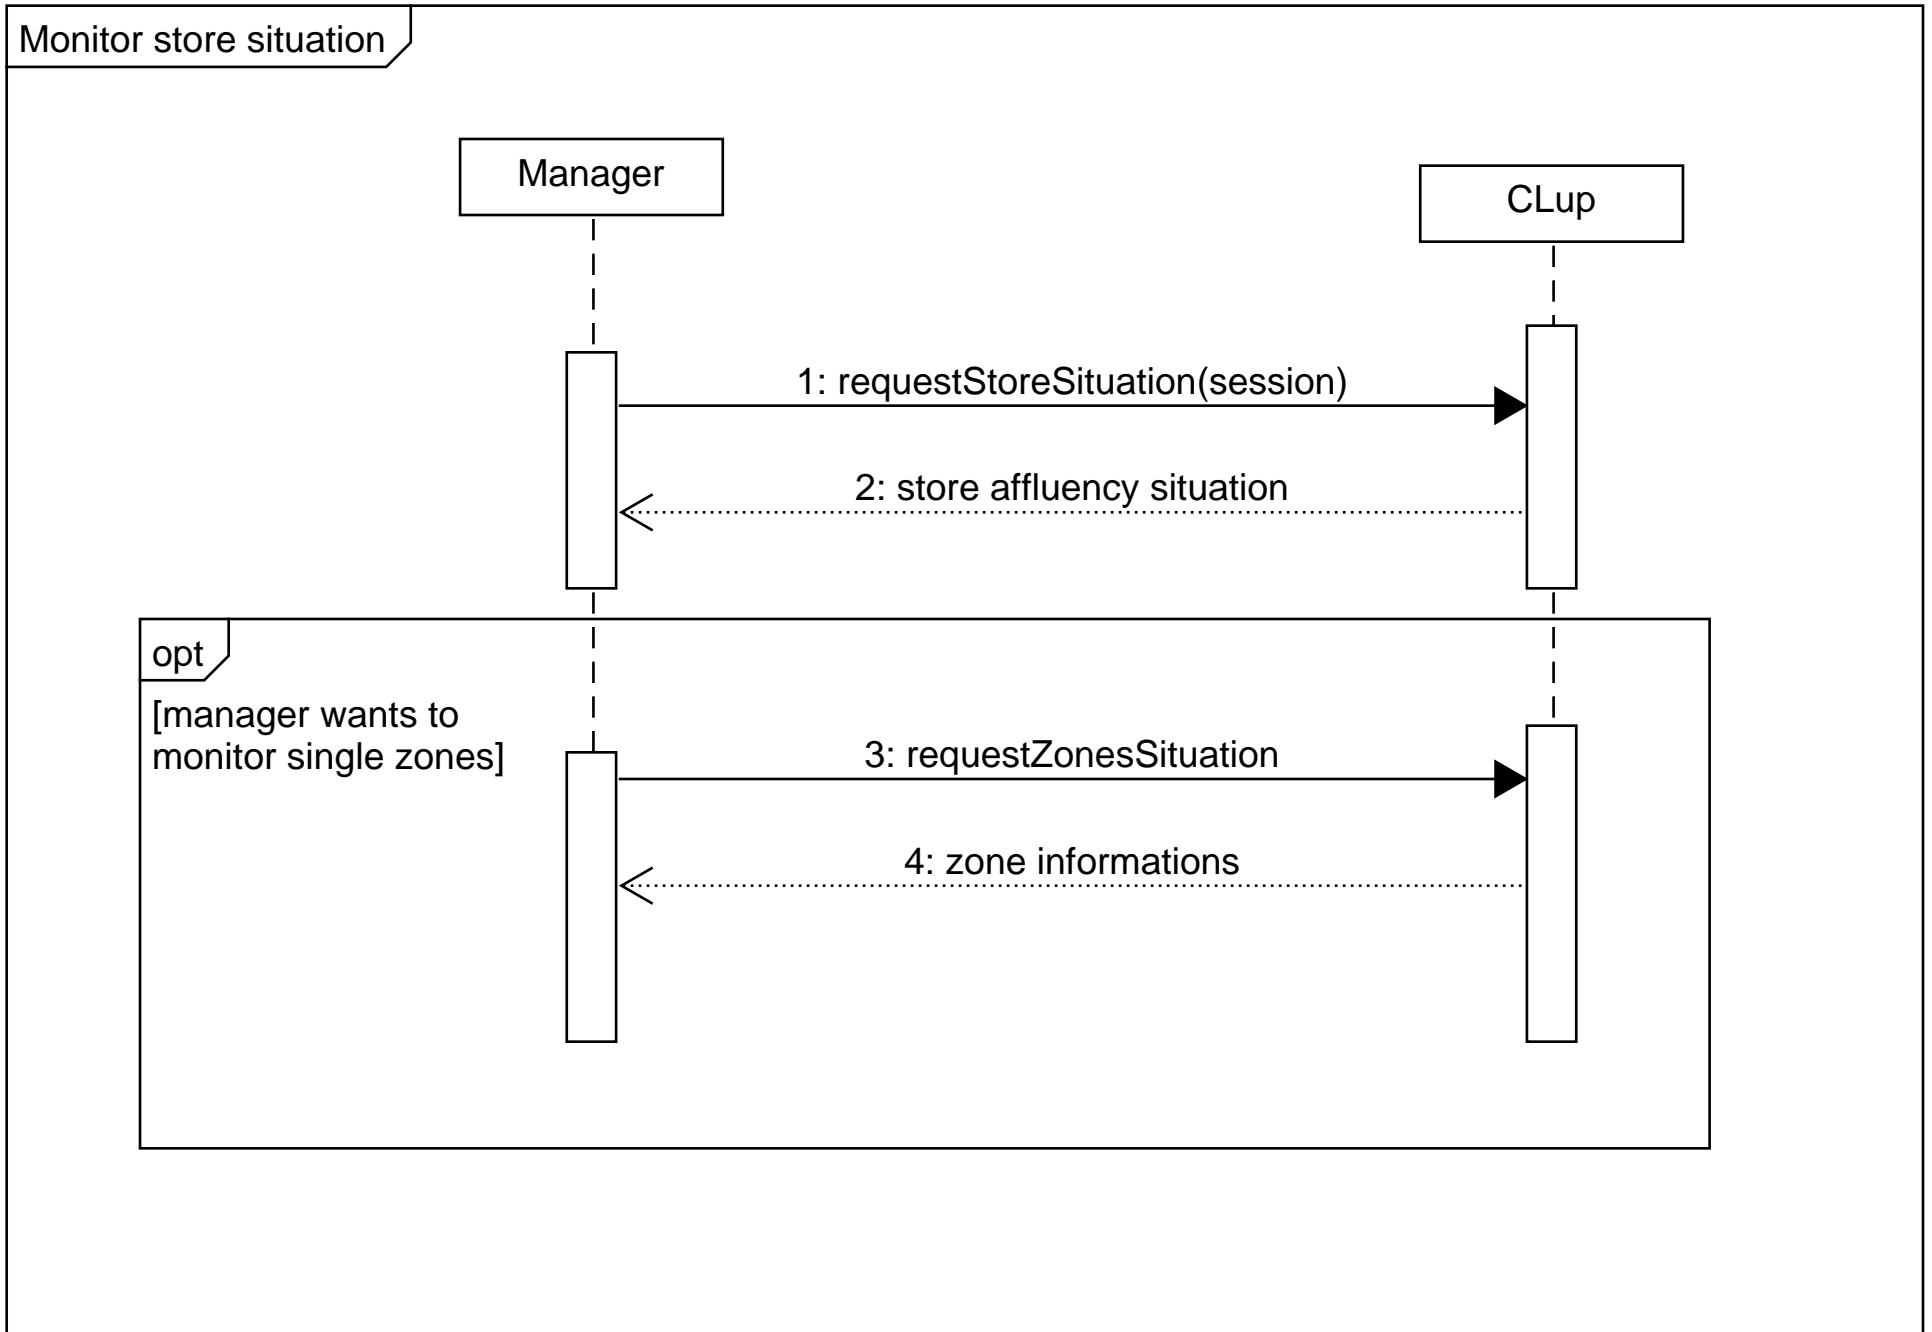 Monitor store situation
Manager
CLup
1: requestStoreSituation(session)
2: store affluency situation
opt
[manager wants to
monitor single zones]
3: requestZonesSituation
4: zone informations